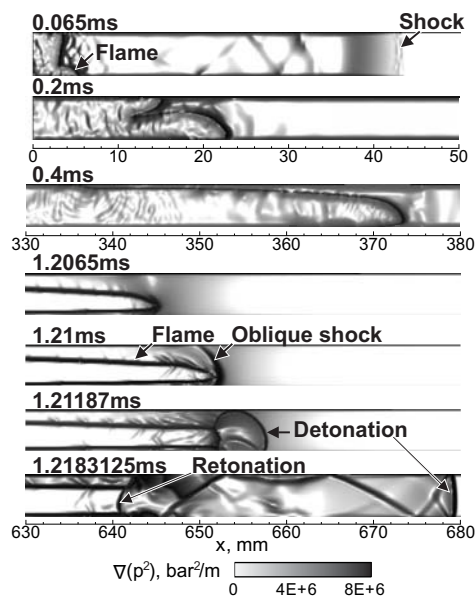 0.065ms
Shock
Flame
0.2ms
0 10 20 30 40 50
0.4ms
330 340 350 360 370 380
1.2065ms
1.21ms Flame Oblique shock
1.21187ms
Detonation
1.2183125ms Retonation
630 640 650 660 670 680
x, mm
∇(p²), bar²/m
0 4E+6 8E+6